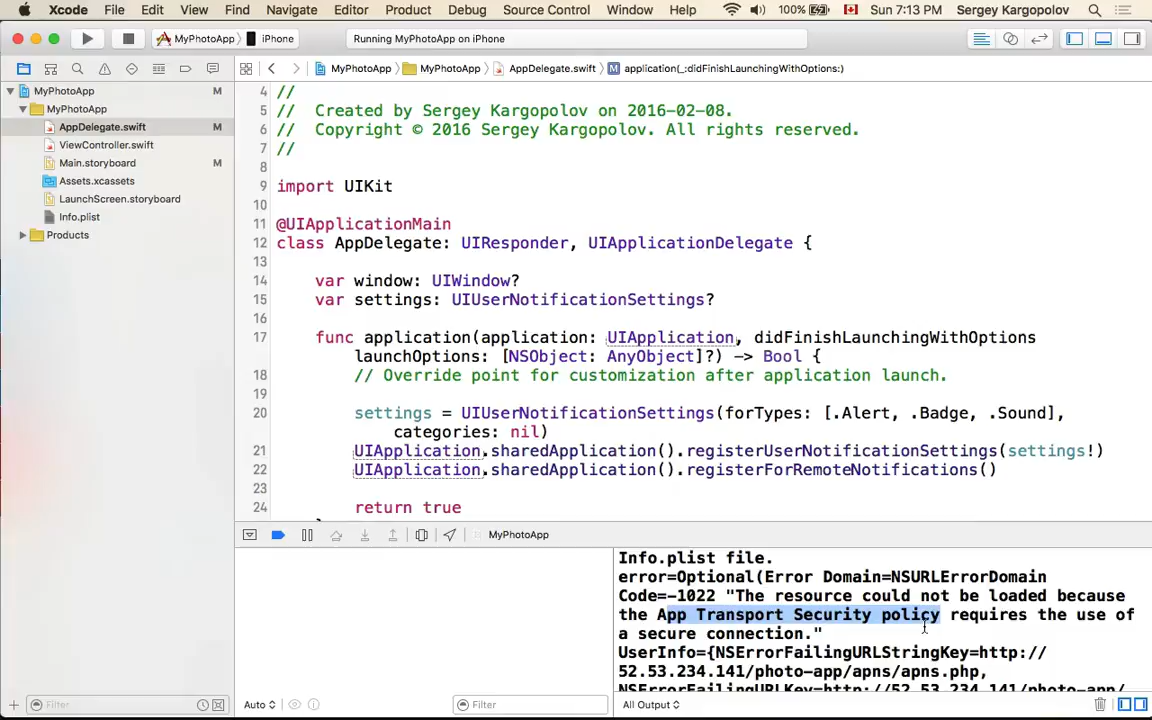 Xcode File Edit View Find Navigate Editor Product Debug Source Control Window Help 100% Sun 7:13 PM Sergey Kargopolov
MyPhotoApp iPhone Running MyPhotoApp on iPhone
MyPhotoApp MyPhotoApp AppDelegate.swift M application(_:didFinishLaunchingWithOptions:)
MyPhotoApp M
MyPhotoApp
AppDelegate.swift M
ViewController.swift
Main.storyboard M
Assets.xcassets
LaunchScreen.storyboard
Info.plist
Products
4 //
5 // Created by Sergey Kargopolov on 2016-02-08.
6 // Copyright © 2016 Sergey Kargopolov. All rights reserved.
7 //
8
9 import UIKit
10
11 @UIApplicationMain
12 class AppDelegate: UIResponder, UIApplicationDelegate {
13
14 var window: UIWindow?
15 var settings: UIUserNotificationSettings?
16
17 func application(application: UIApplication, didFinishLaunchingWithOptions
launchOptions: [NSObject: AnyObject]?) -> Bool {
18 // Override point for customization after application launch.
19
20 settings = UIUserNotificationSettings(forTypes: [.Alert, .Badge, .Sound],
categories: nil)
21 UIApplication.sharedApplication().registerUserNotificationSettings(settings!)
22 UIApplication.sharedApplication().registerForRemoteNotifications()
23
24 return true
MyPhotoApp
Info.plist file.
error=Optional(Error Domain=NSURLErrorDomain
Code=-1022 "The resource could not be loaded because
the App Transport Security policy requires the use of
a secure connection."
UserInfo={NSErrorFailingURLStringKey=http://
52.53.234.141/photo-app/apns/apns.php,
NSErrorFailingURLKey=http://52.53.234.141/photo-app/
Filter
Auto
Filter
All Output